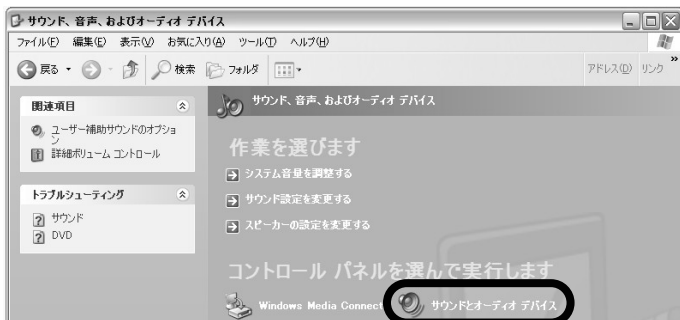 サウンド、音声、およびオーディオ デバイス
ファイル(F) 編集(E) 表示(V) お気に入り(A) ツール(T) ヘルプ(H)
戻る 検索 フォルダ アドレス(D) リンク
関連項目
ユーザー補助サウンドのオプション
詳細ボリューム コントロール
トラブルシューティング
サウンド
DVD
サウンド、音声、およびオーディオ デバイス
作業を選びます
システム音量を調整する
サウンド設定を変更する
スピーカーの設定を変更する
コントロール パネルを選んで実行します
Windows Media Connect サウンドとオーディオ デバイス